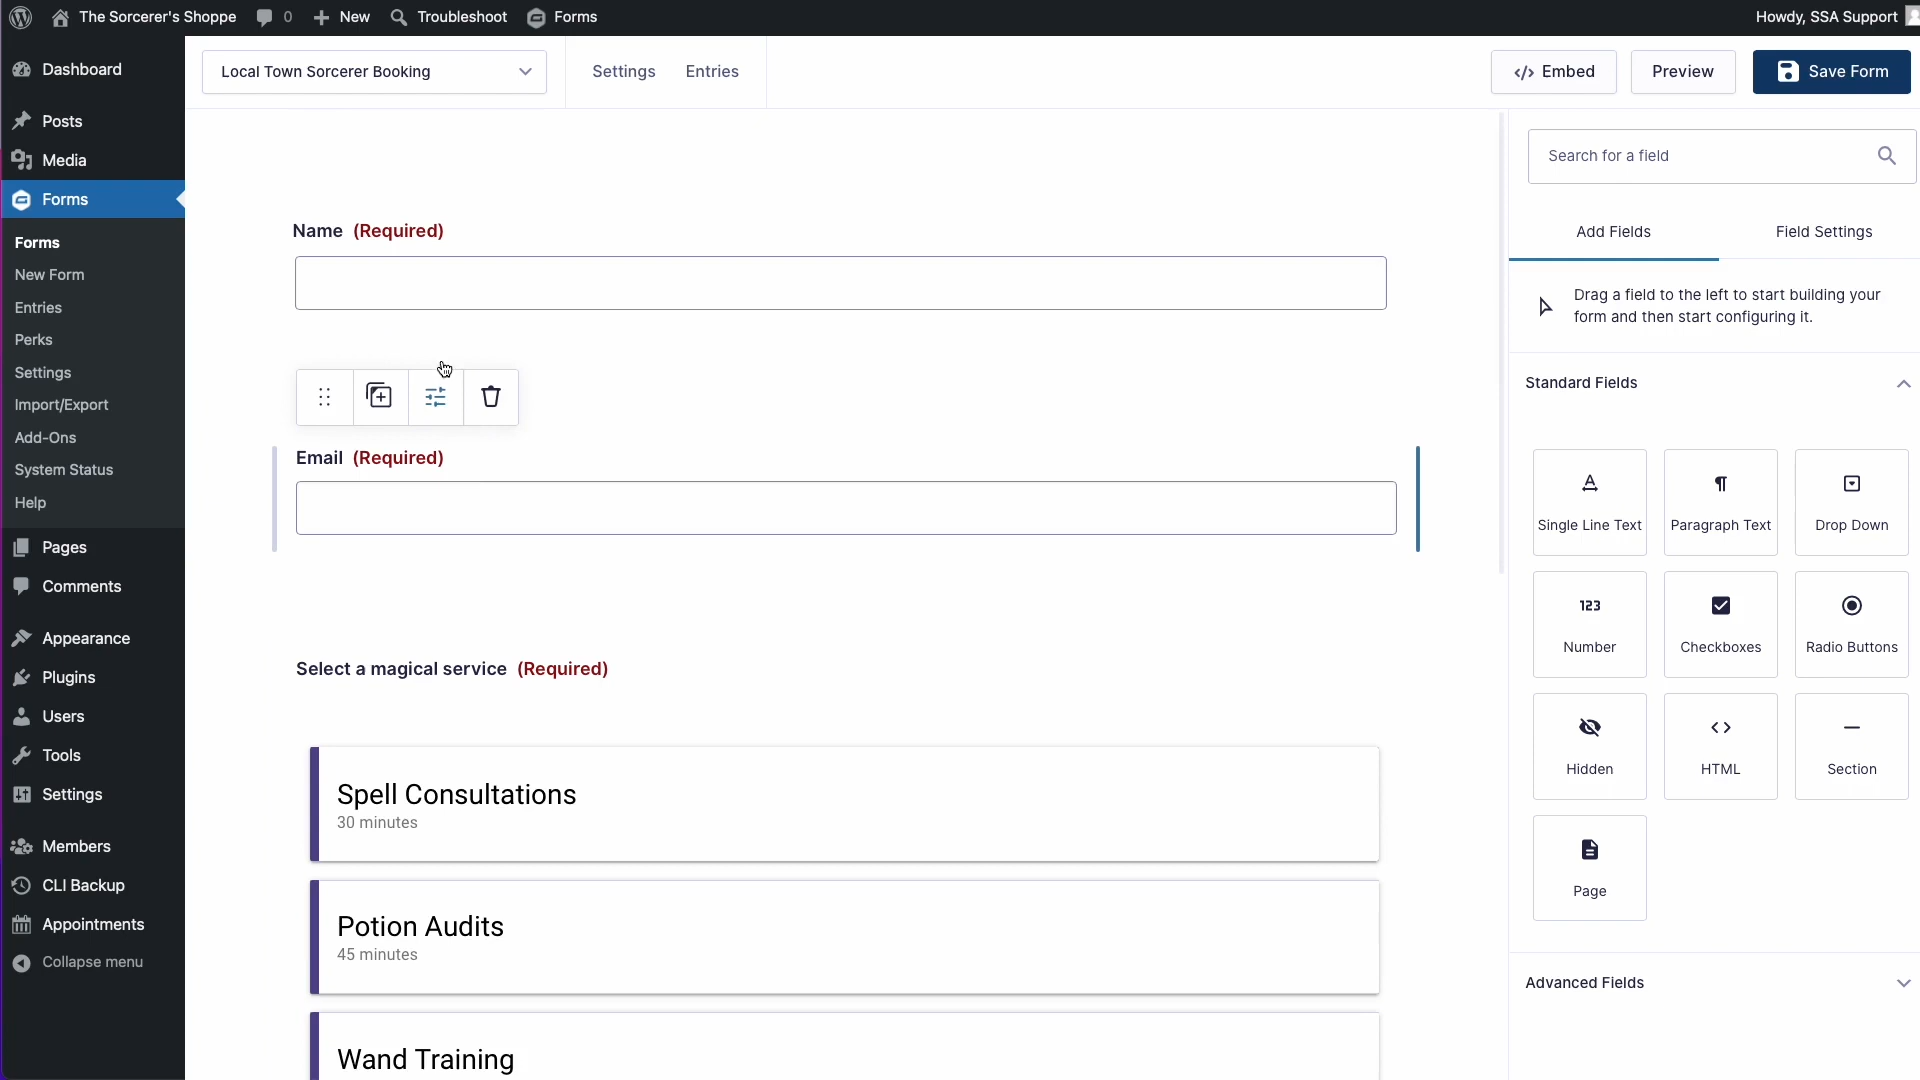 The Sorcerer's Shoppe 0 New Troubleshoot Forms Howdy, SSA Support
Dashboard
Posts
Media
Forms
Forms
New Form
Entries
Perks
Settings
Import/Export
Add-Ons
System Status
Help
Pages
Comments
Appearance
Plugins
Users
Tools
Settings
Members
CLI Backup
Appointments
Collapse menu
Local Town Sorcerer Booking Settings Entries </> Embed Preview Save Form
Name (Required)
Email (Required)
Select a magical service (Required)
Spell Consultations
30 minutes
Potion Audits
45 minutes
Wand Training
Search for a field
Add Fields Field Settings
Drag a field to the left to start building your
form and then start configuring it.
Standard Fields
Single Line Text Paragraph Text Drop Down
123
Number Checkboxes Radio Buttons
Hidden HTML Section
Page
Advanced Fields